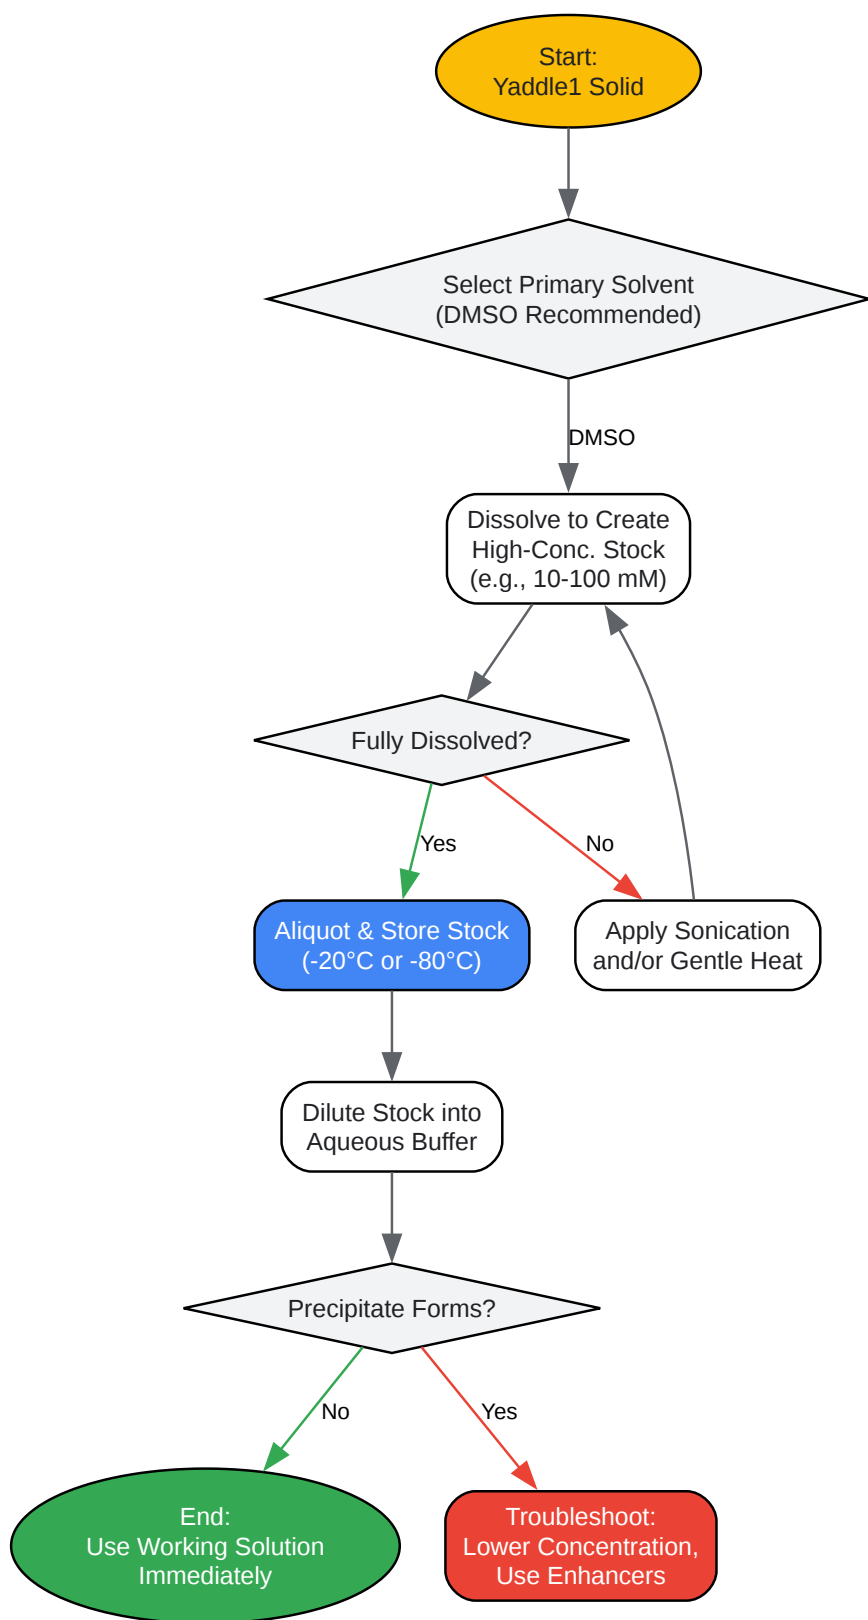 Start:
Yaddle1 Solid
Select Primary Solvent
(DMSO Recommended)
DMSO
Dissolve to Create
High-Conc. Stock
(e.g., 10-100 mM)
Fully Dissolved?
Yes
No
Aliquot & Store Stock
(-20°C or -80°C)
Apply Sonication
and/or Gentle Heat
Dilute Stock into
Aqueous Buffer
Precipitate Forms?
No
Yes
End:
Use Working Solution
Immediately
Troubleshoot:
Lower Concentration,
Use Enhancers